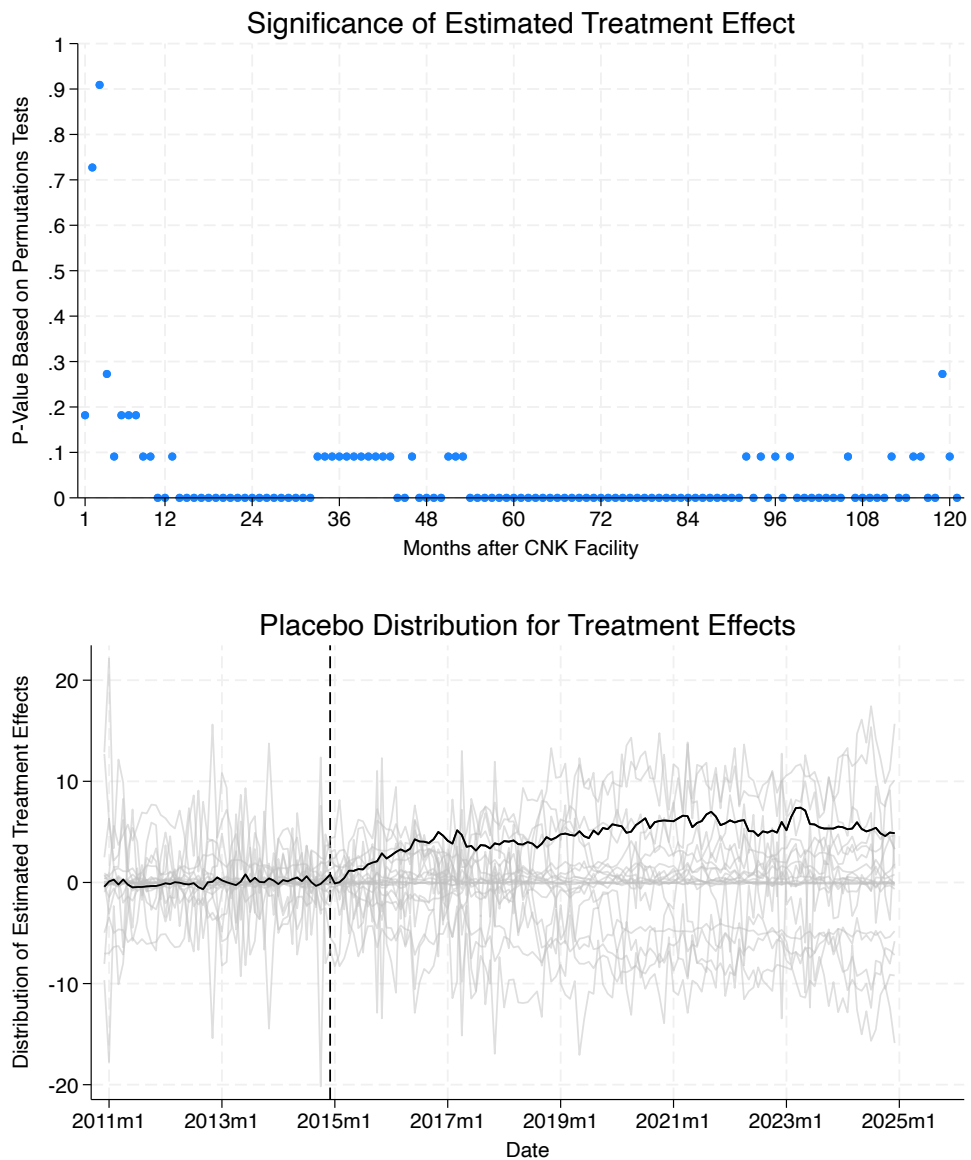 Significance of Estimated Treatment Effect
P-Value Based on Permutations Tests
1
.9
.8
.7
.6
.5
.4
.3
.2
.1
0
1 12 24 36 48 60 72 84 96 108 120
Months after CNK Facility
Placebo Distribution for Treatment Effects
Distribution of Estimated Treatment Effects
20
10
0
-10
-20
2011m1 2013m1 2015m1 2017m1 2019m1 2021m1 2023m1 2025m1
Date